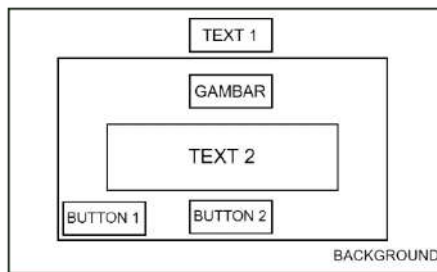 TEXT 1
GAMBAR
TEXT 2
BUTTON 1
BUTTON 2
BACKGROUND